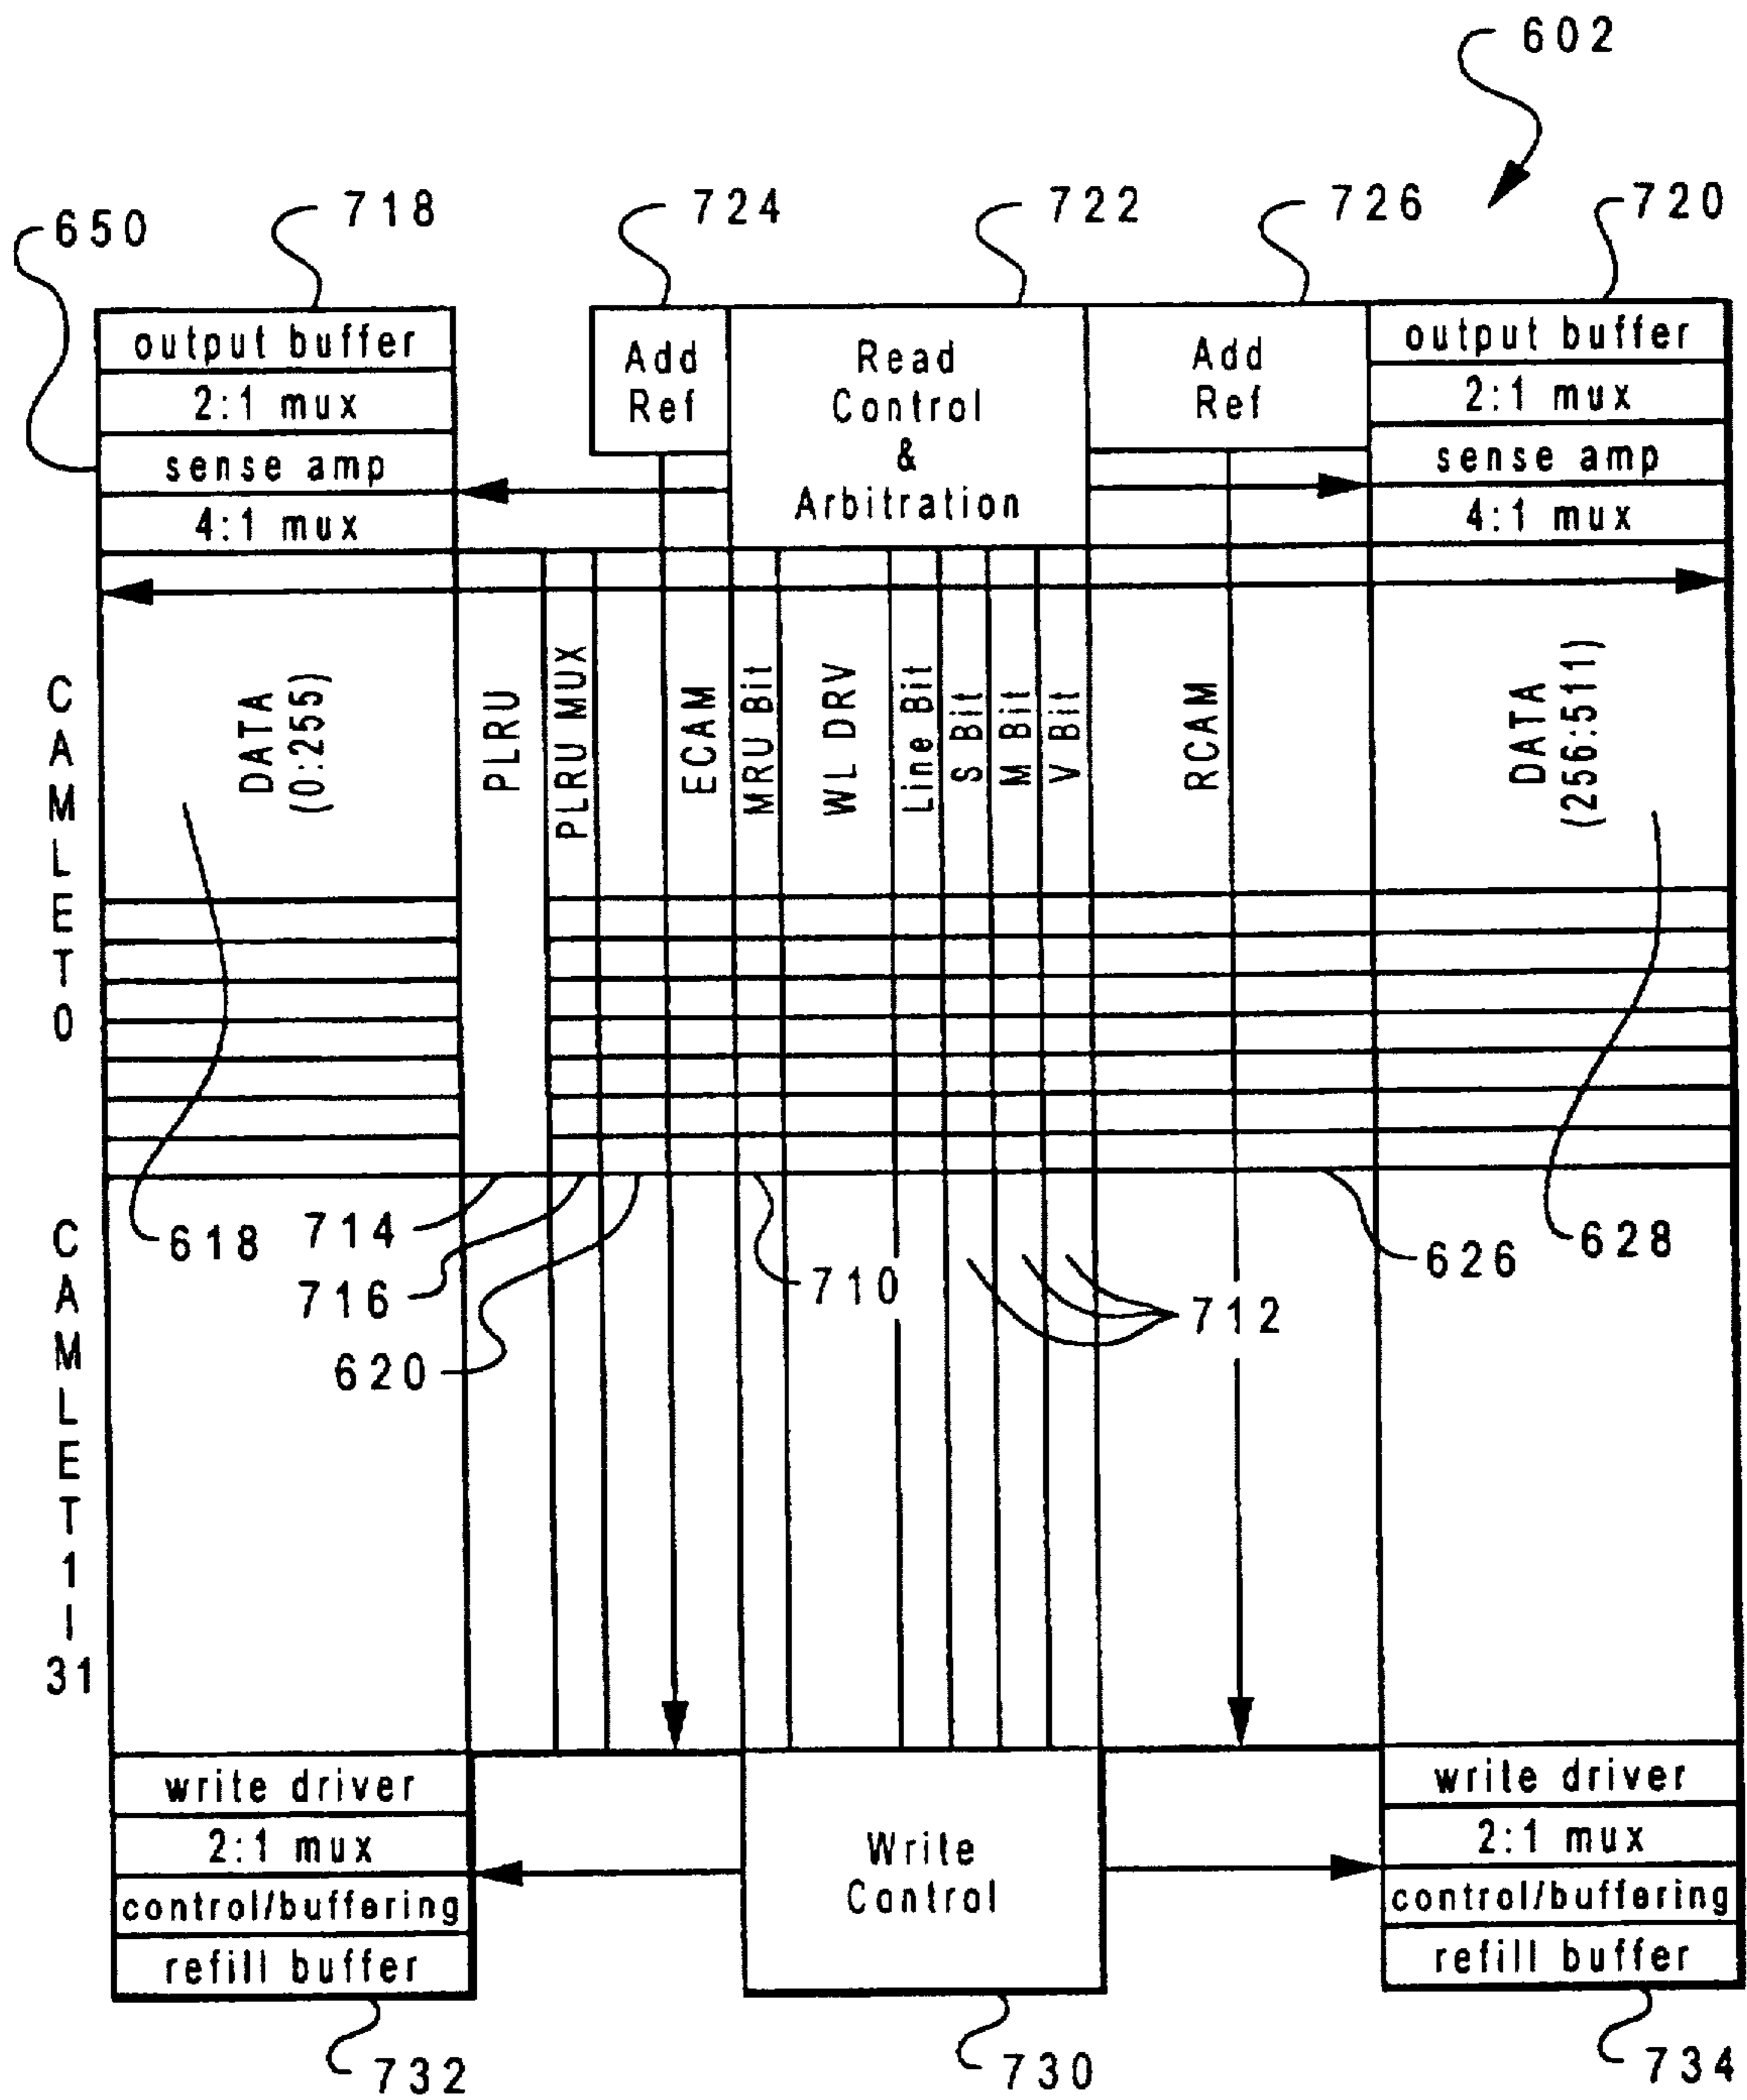 602
650
718
724
722
726
720
output buffer
2:1 mux
sense amp
4:1 mux
Add
Ref
Read
Control
&
Arbitration
Add
Ref
output buffer
2:1 mux
sense amp
4:1 mux
CAMLET 0
DATA
(0:255)
PLRU
PLRU MUX
ECAM
MRU Bit
WL DRV
Line Bit
S Bit
M Bit
V Bit
RCAM
DATA
(256:511)
618
714
716
620
710
712
626
628
CAMLET 1 | 31
write driver
2:1 mux
control/buffering
refill buffer
Write
Control
write driver
2:1 mux
control/buffering
refill buffer
732
730
734